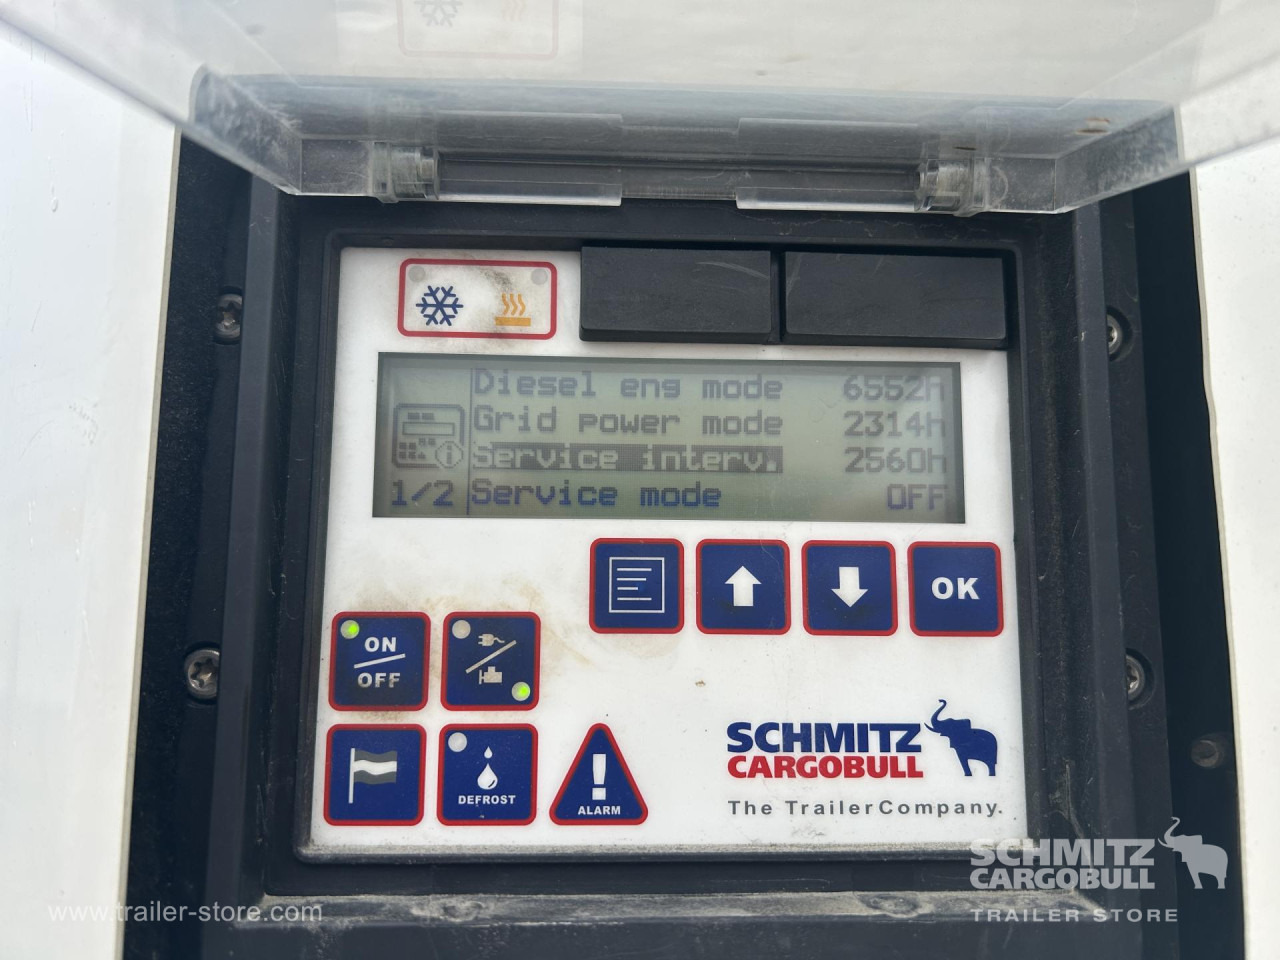 Diesel eng mode 6552h
Grid power mode 2314h
Service interv. 2560h
1/2 Service mode OFF
OK
ON
OFF
DEFROST
ALARM
SCHMITZ
CARGOBULL
The TrailerCompany.
SCHMITZ
CARGOBULL
TRAILER STORE
www.trailer-store.com